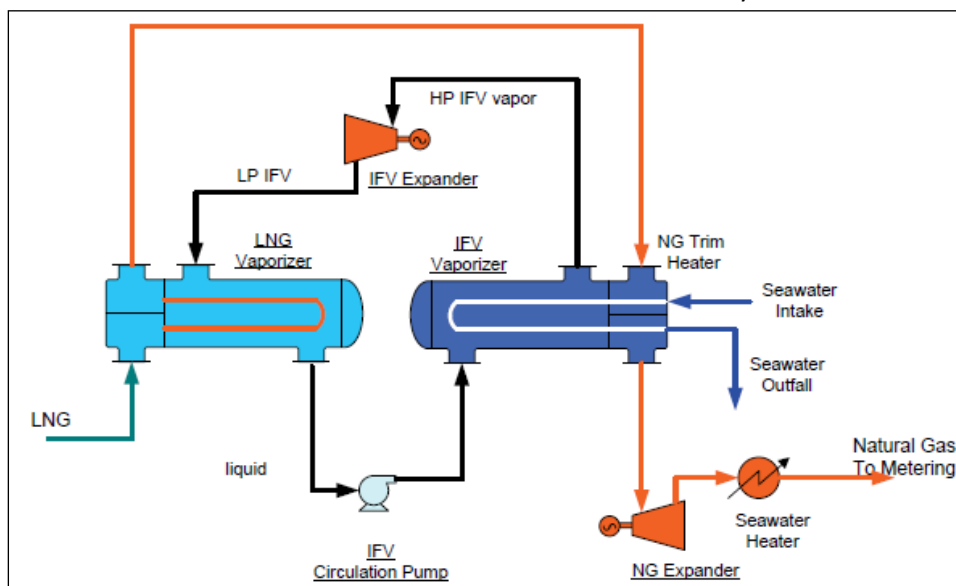 HP IFV vapor
LP IFV
IFV Expander
LNG
Vaporizer
IFV
Vaporizer
NG Trim
Heater
Seawater
Intake
Seawater
Outfall
LNG
liquid
IFV
Circulation Pump
Natural Gas
To Metering
Seawater
Heater
NG Expander